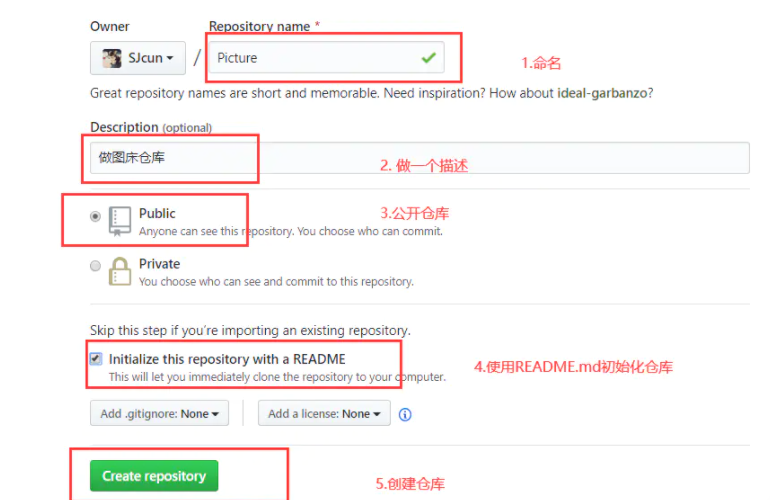 Owner
Repository name *
SJcun
/
Picture
1.命名
Great repository names are short and memorable. Need inspiration? How about ideal-garbanzo?
Description (optional)
做图床仓库
2. 做一个描述
Public
3.公开仓库
Anyone can see this repository. You choose who can commit.
Private
You choose who can see and commit to this repository.
Skip this step if you're importing an existing repository.
Initialize this repository with a README
4.使用README.md初始化仓库
This will let you immediately clone the repository to your computer.
Add .gitignore: None
Add a license: None
Create repository
5.创建仓库